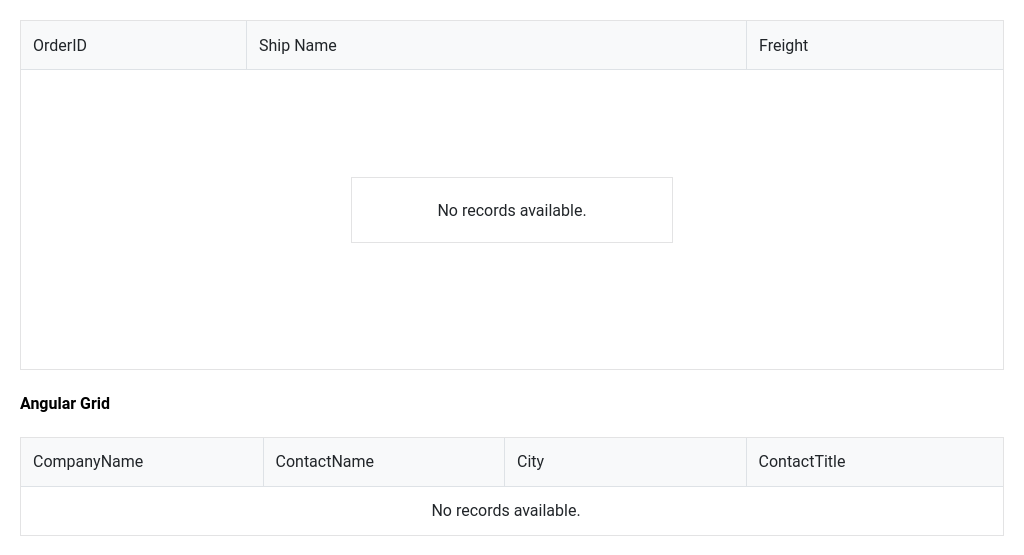 OrderID Ship Name Freight
No records available.
Angular Grid
CompanyName ContactName City ContactTitle
No records available.